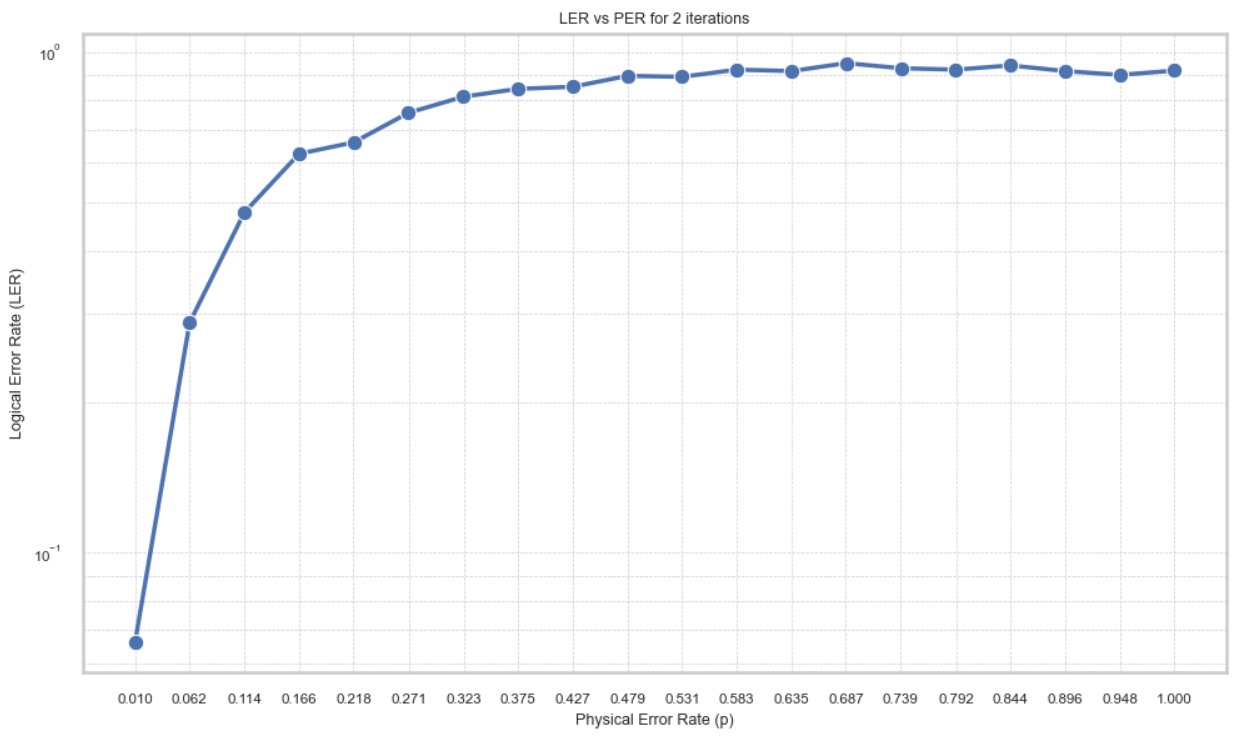 LER vs PER for 2 iterations
10⁰
10⁻¹
Logical Error Rate (LER)
0.010 0.062 0.114 0.166 0.218 0.271 0.323 0.375 0.427 0.479 0.531 0.583 0.635 0.687 0.739 0.792 0.844 0.896 0.948 1.000
Physical Error Rate (p)